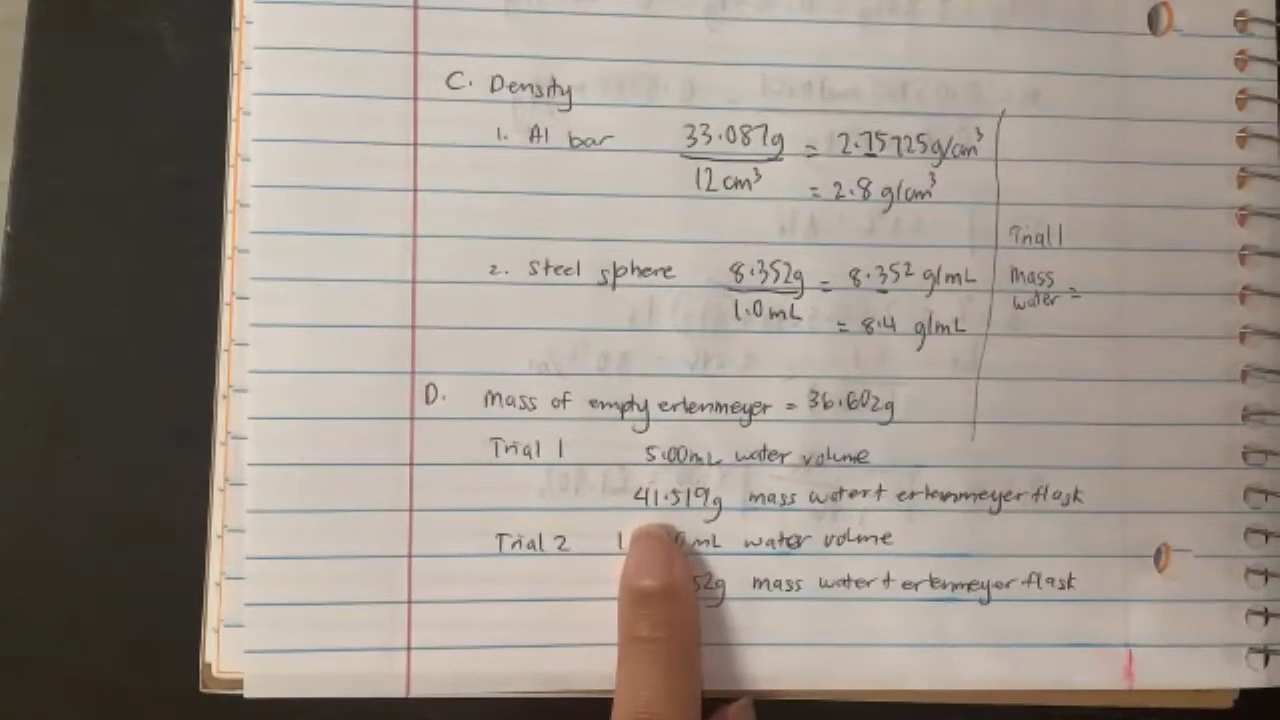 C. Density
1. Al bar 33.087g = 2.75725g/cm³
12 cm³ = 2.8 g/cm³
2. Steel sphere 8.352g = 8.352 g/mL
1.0 mL = 8.4 g/mL
Trial 1
mass water =
D. Mass of empty erlenmeyer = 36.602g
Trial 1 5.00mL water volume
41.519g mass water + erlenmeyer flask
Trial 2 mL water volume
52g mass water + erlenmeyer flask